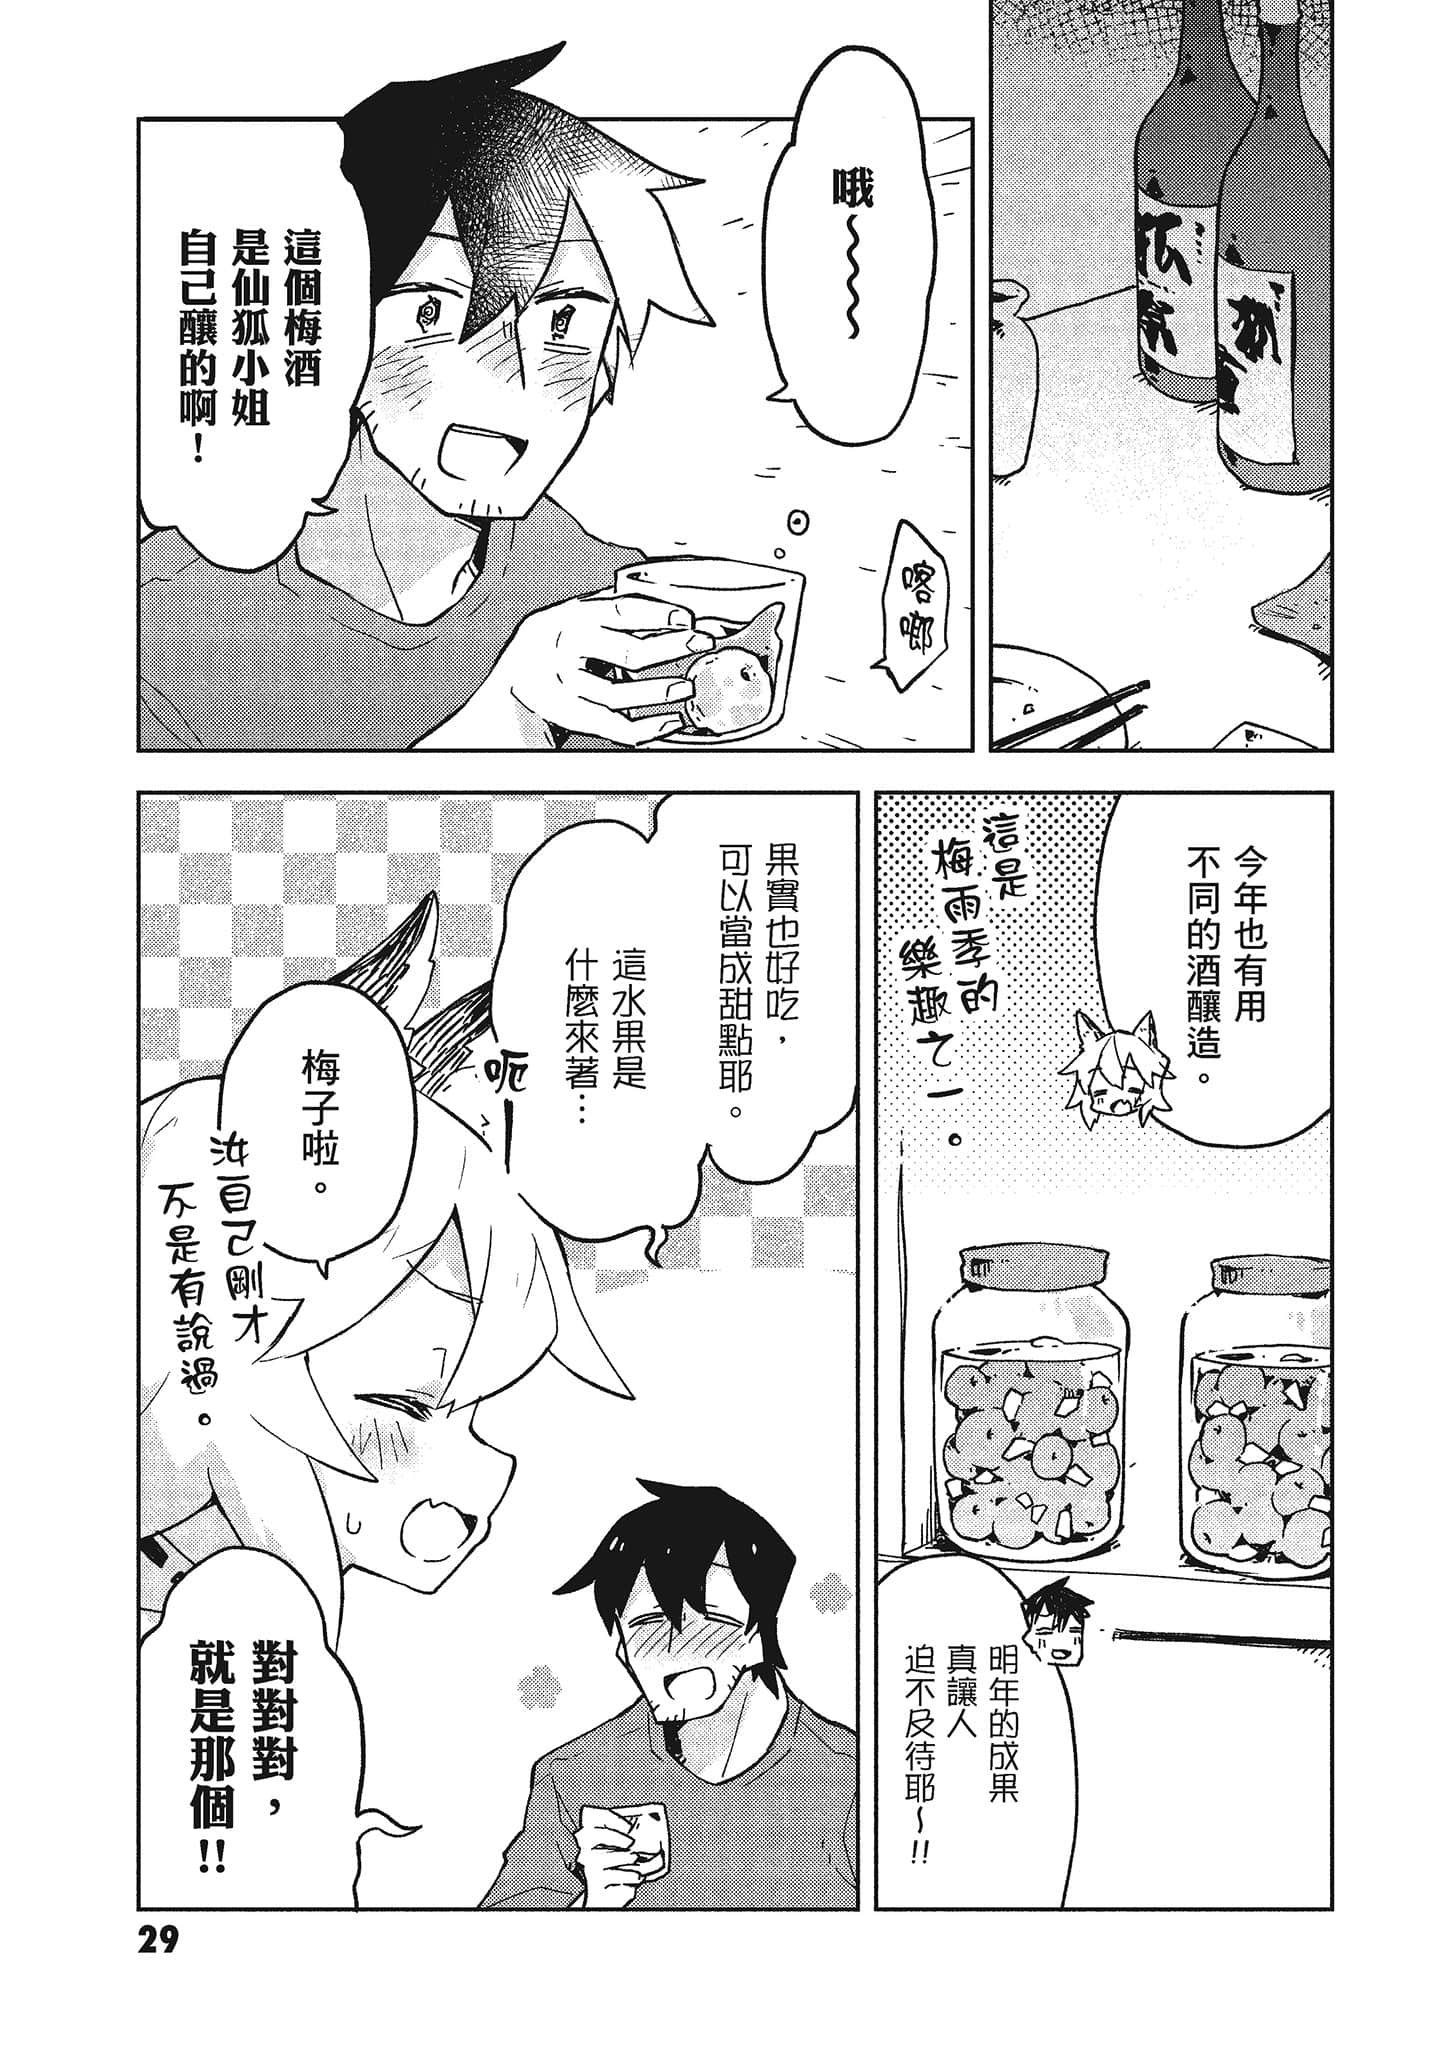 哦～～～
這個梅酒
是仙狐小姐
自己釀的啊！
喀啷
今年也有用
不同的酒釀造。
這是
梅雨季的
樂趣之一。
明年的成果
真讓人
迫不及待耶～!!
果實也好吃，
可以當成甜點耶。
這水果是
什麼來著…
呃—
梅子啦。
汝自己剛才
不是有說過。
對對對，
就是那個!!
29